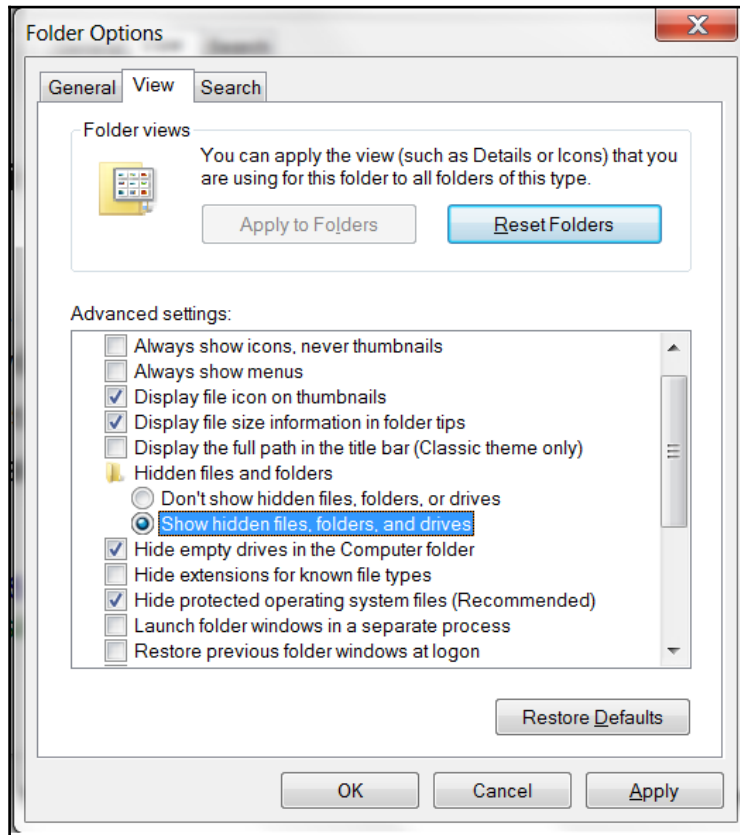 Folder Options
General View Search
Folder views
You can apply the view (such as Details or Icons) that you
are using for this folder to all folders of this type.
Apply to Folders Reset Folders
Advanced settings:
Always show icons, never thumbnails
Always show menus
Display file icon on thumbnails
Display file size information in folder tips
Display the full path in the title bar (Classic theme only)
Hidden files and folders
Don't show hidden files, folders, or drives
Show hidden files, folders, and drives
Hide empty drives in the Computer folder
Hide extensions for known file types
Hide protected operating system files (Recommended)
Launch folder windows in a separate process
Restore previous folder windows at logon
Restore Defaults
OK Cancel Apply